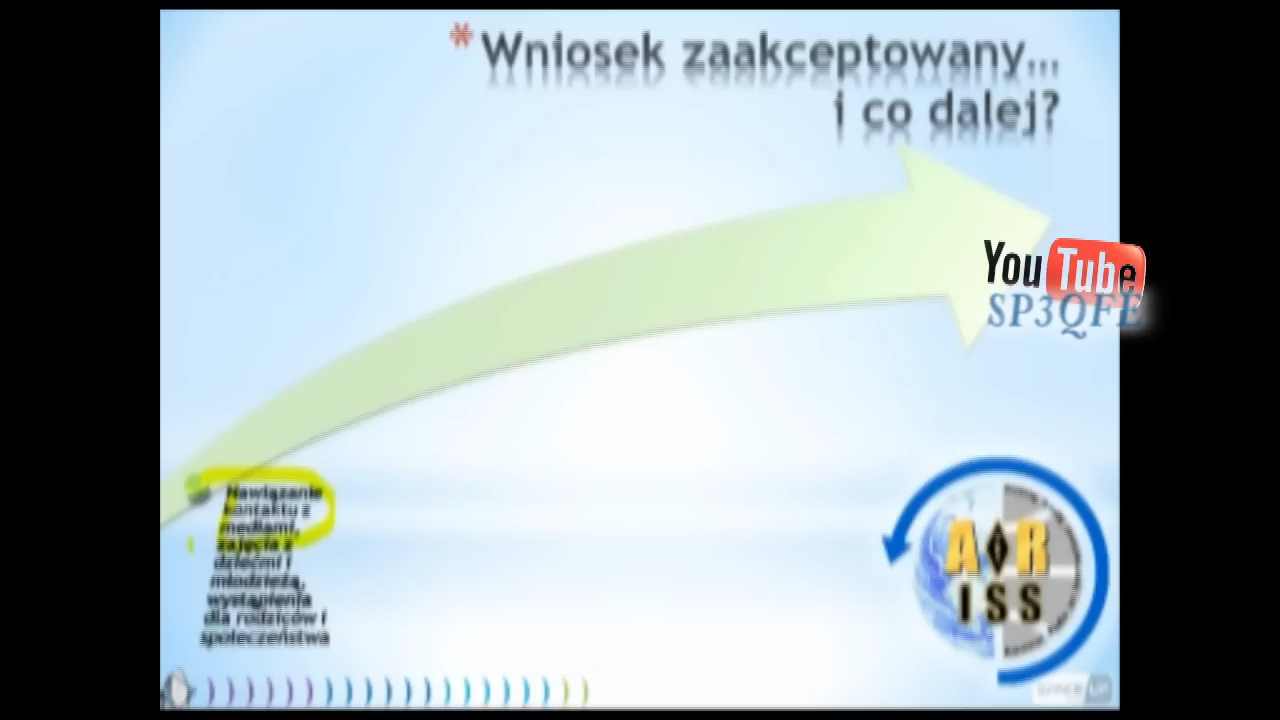 * Wniosek zaakceptowany...
i co dalej?
YouTube
SP3QFE
Nawiązanie
kontaktu z
mediami,
zajęcia z
dziećmi i
młodzieżą,
wystąpienia
dla rodziców i
społeczeństwa
A R
ISS